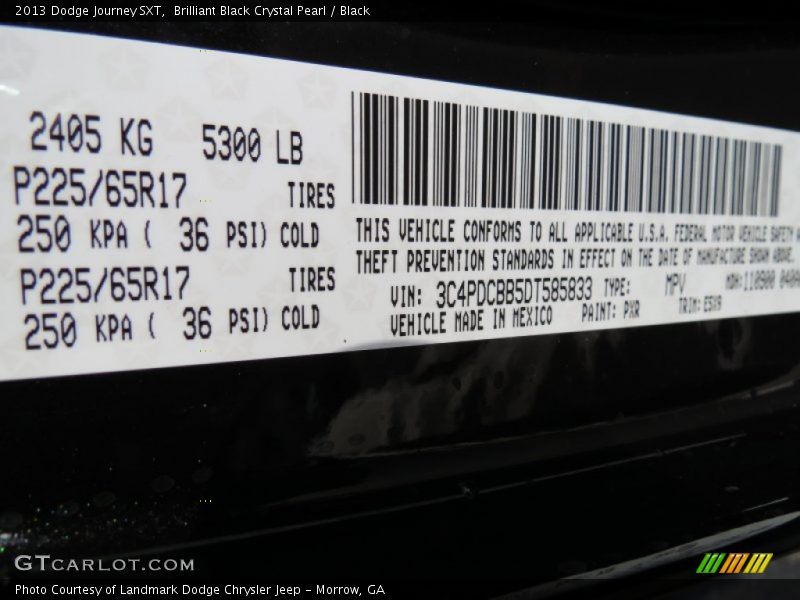 2013 Dodge Journey SXT, Brilliant Black Crystal Pearl / Black
2405 KG 5300 LB
P225/65R17 TIRES
250 KPA ( 36 PSI) COLD
P225/65R17 TIRES
250 KPA ( 36 PSI) COLD
THIS VEHICLE CONFORMS TO ALL APPLICABLE U.S.A. FEDERAL MOTOR VEHICLE SAFETY
THEFT PREVENTION STANDARDS IN EFFECT ON THE DATE OF MANUFACTURE SHOWN ABOVE.
VIN: 3C4PDCBB5DT585833 TYPE: MPV MDH:110900
VEHICLE MADE IN MEXICO PAINT: PXR TRIM:
GTCARLOT.COM
Photo Courtesy of Landmark Dodge Chrysler Jeep - Morrow, GA